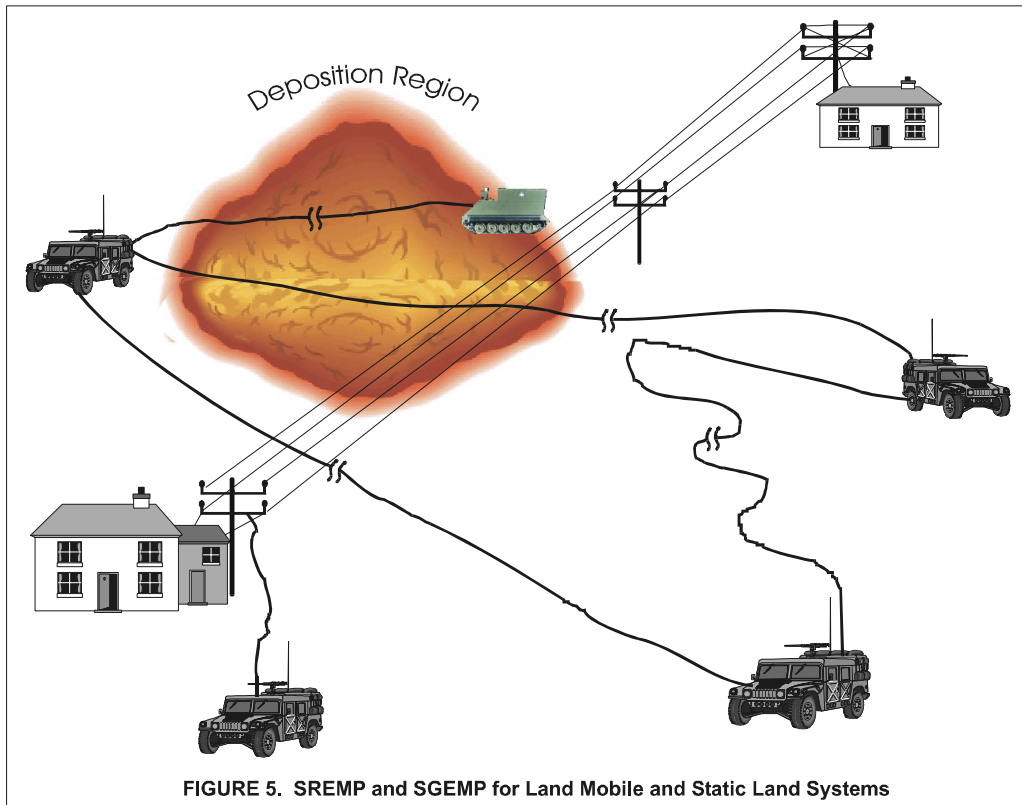 Deposition Region
FIGURE 5. SREMP and SGEMP for Land Mobile and Static Land Systems